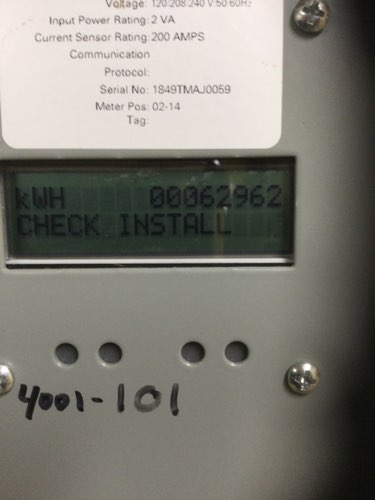 Voltage: 120:208:240 V:50:60Hz
Input Power Rating: 2 VA
Current Sensor Rating: 200 AMPS
Communication
Protocol:
Serial No: 1849TMAJ0059
Meter Pos: 02-14
Tag:
kWH 00062962
CHECK INSTALL
4001-101